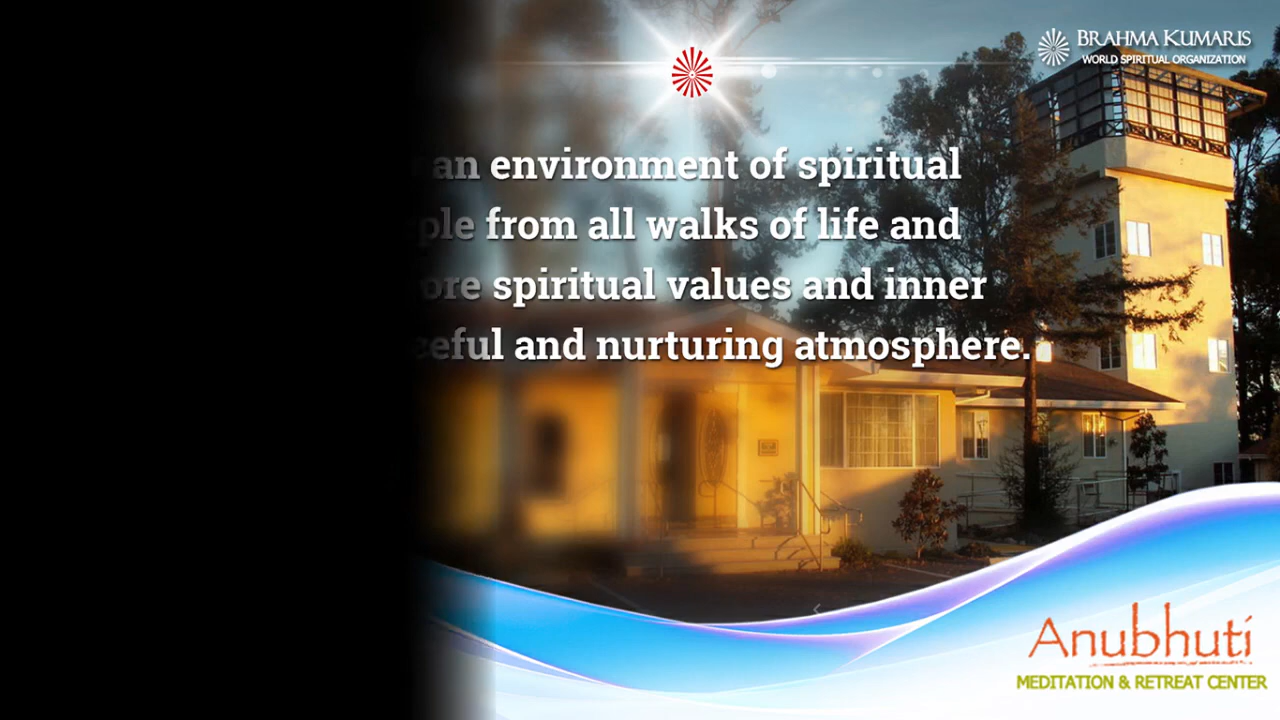 BRAHMA KUMARIS
WORLD SPIRITUAL ORGANIZATION
an environment of spiritual
from all walks of life and
spiritual values and inner
and nurturing atmosphere.
Anubhuti
MEDITATION & RETREAT CENTER